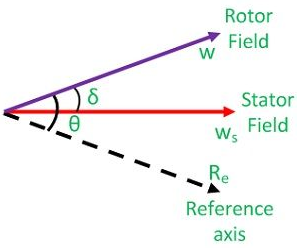 Rotor
Field
w
δ
θ
Stator
Field
wₛ
Rₑ
Reference
axis